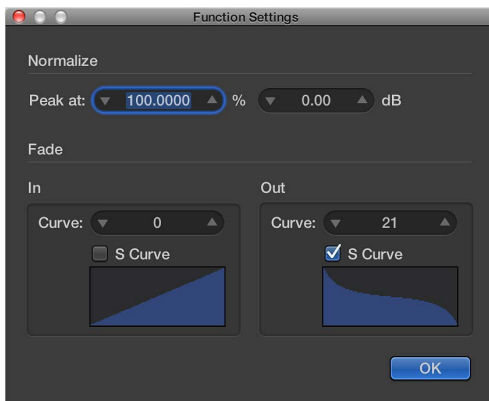 Function Settings
Normalize
Peak at: 100.0000 % 0.00 dB
Fade
In Out
Curve: 0 Curve: 21
S Curve S Curve
OK